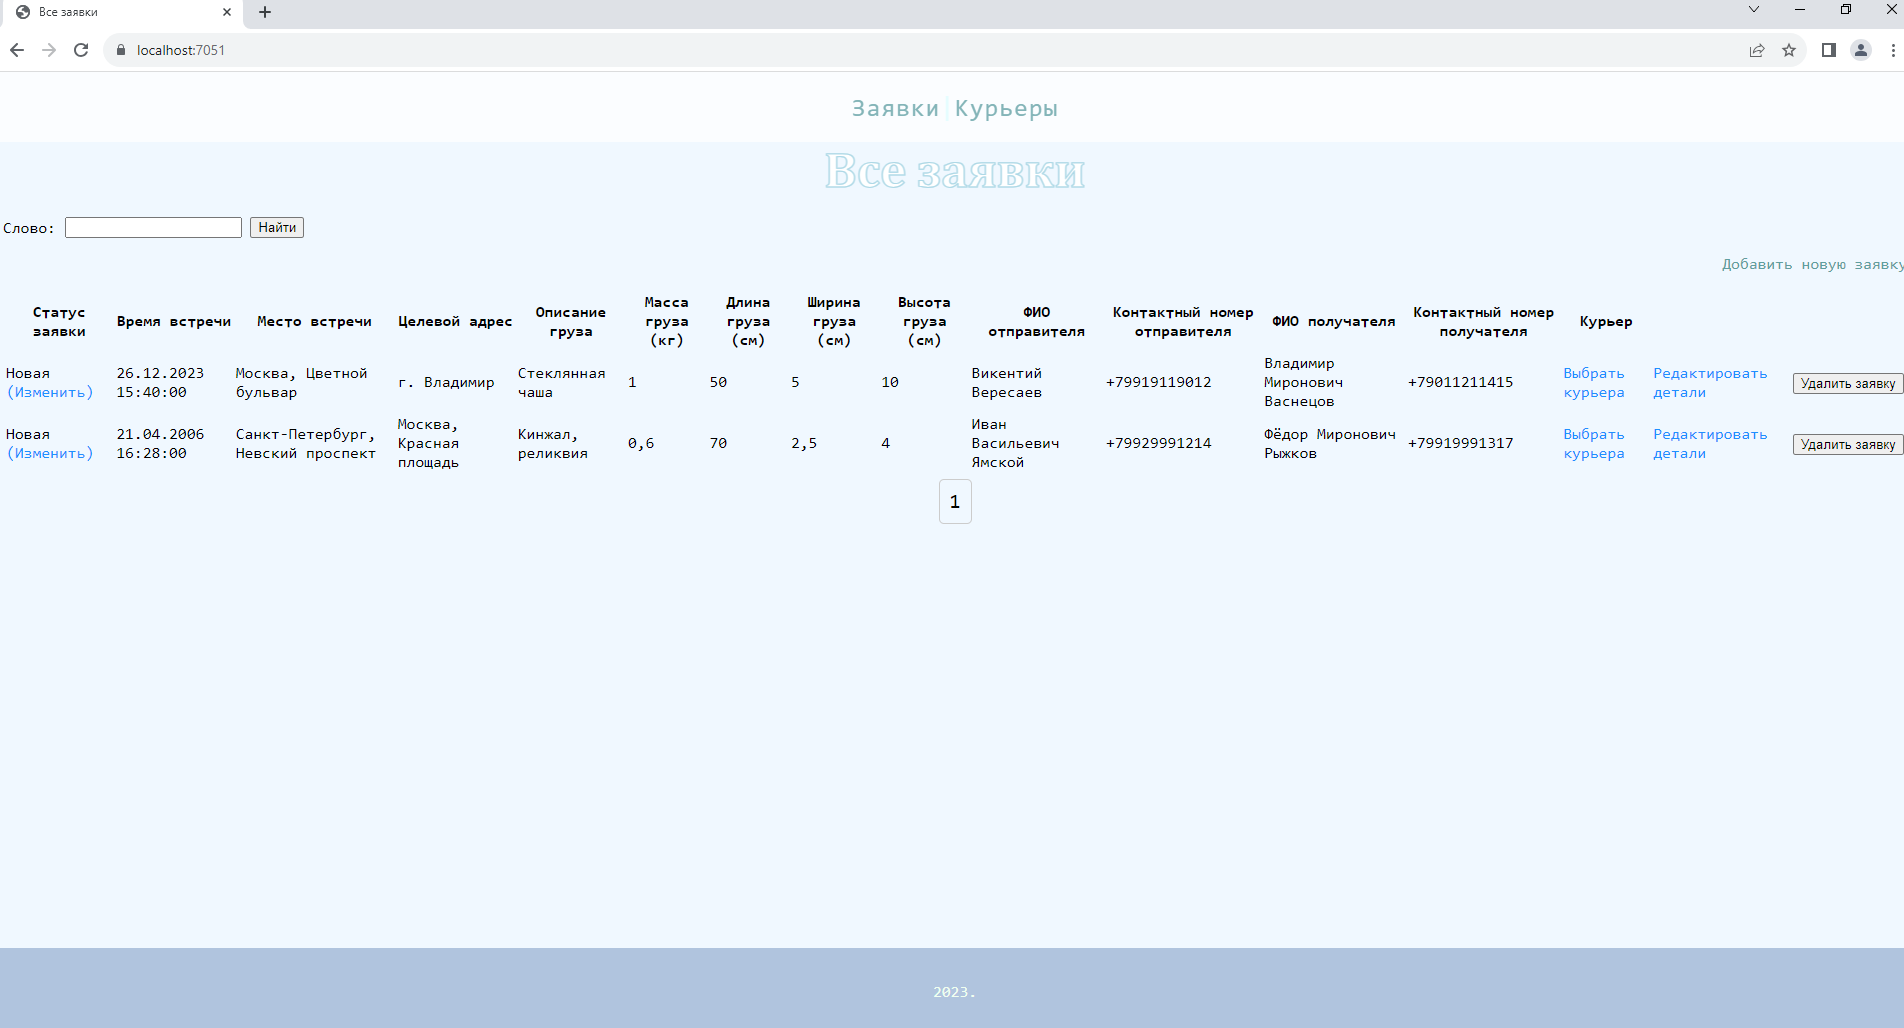 Все заявки
localhost:7051
Заявки Курьеры
Все заявки
Слово: Найти
Добавить новую заявку
Статус заявки
Время встречи
Место встречи
Целевой адрес
Описание груза
Масса груза (кг)
Длина груза (см)
Ширина груза (см)
Высота груза (см)
ФИО отправителя
Контактный номер отправителя
ФИО получателя
Контактный номер получателя
Курьер
Новая (Изменить)
26.12.2023 15:40:00
Москва, Цветной бульвар
г. Владимир
Стеклянная чаша
1
50
5
10
Викентий Вересаев
+79919119012
Владимир Миронович Васнецов
+79011211415
Выбрать курьера
Редактировать детали
Удалить заявку
Новая (Изменить)
21.04.2006 16:28:00
Санкт-Петербург, Невский проспект
Москва, Красная площадь
Кинжал, реликвия
0,6
70
2,5
4
Иван Васильевич Ямской
+79929991214
Фёдор Миронович Рыжков
+79919991317
Выбрать курьера
Редактировать детали
Удалить заявку
1
2023.